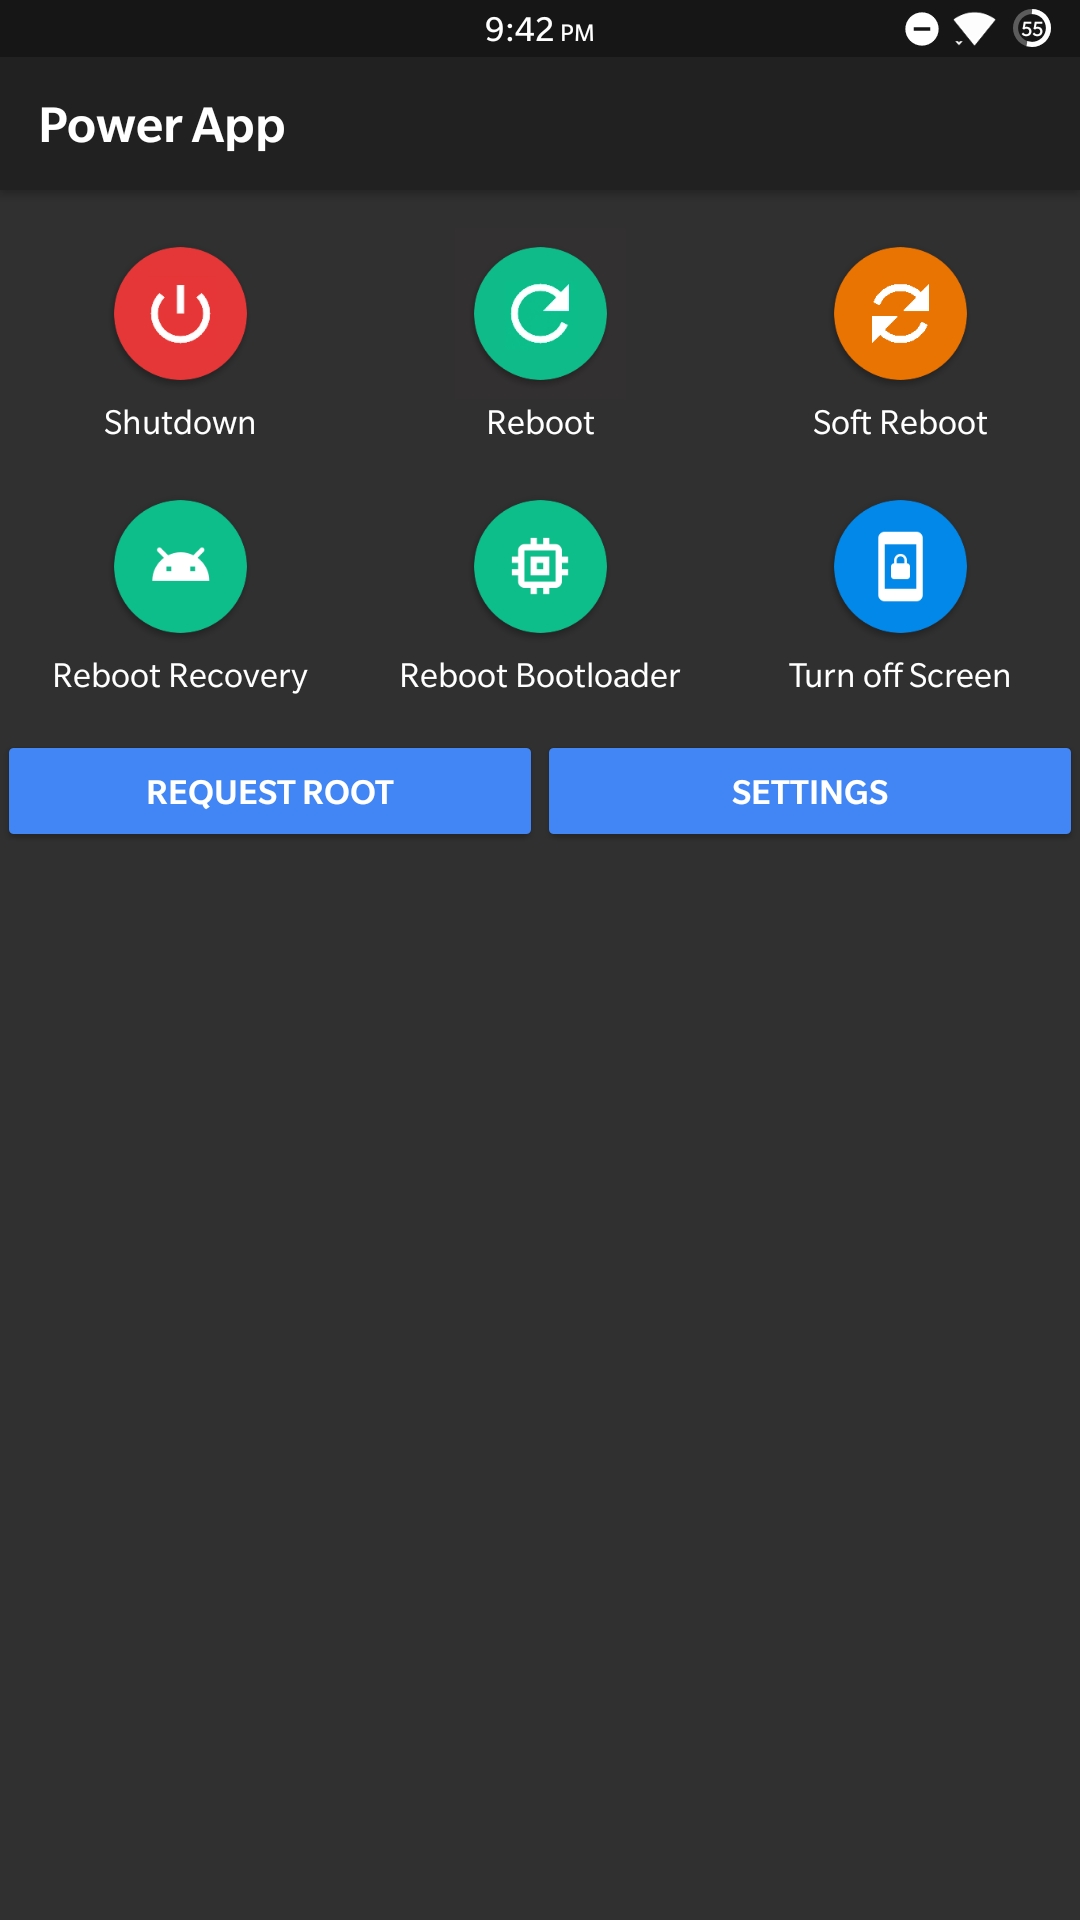 9:42 PM
55
Power App
Shutdown
Reboot
Soft Reboot
Reboot Recovery
Reboot Bootloader
Turn off Screen
REQUEST ROOT
SETTINGS